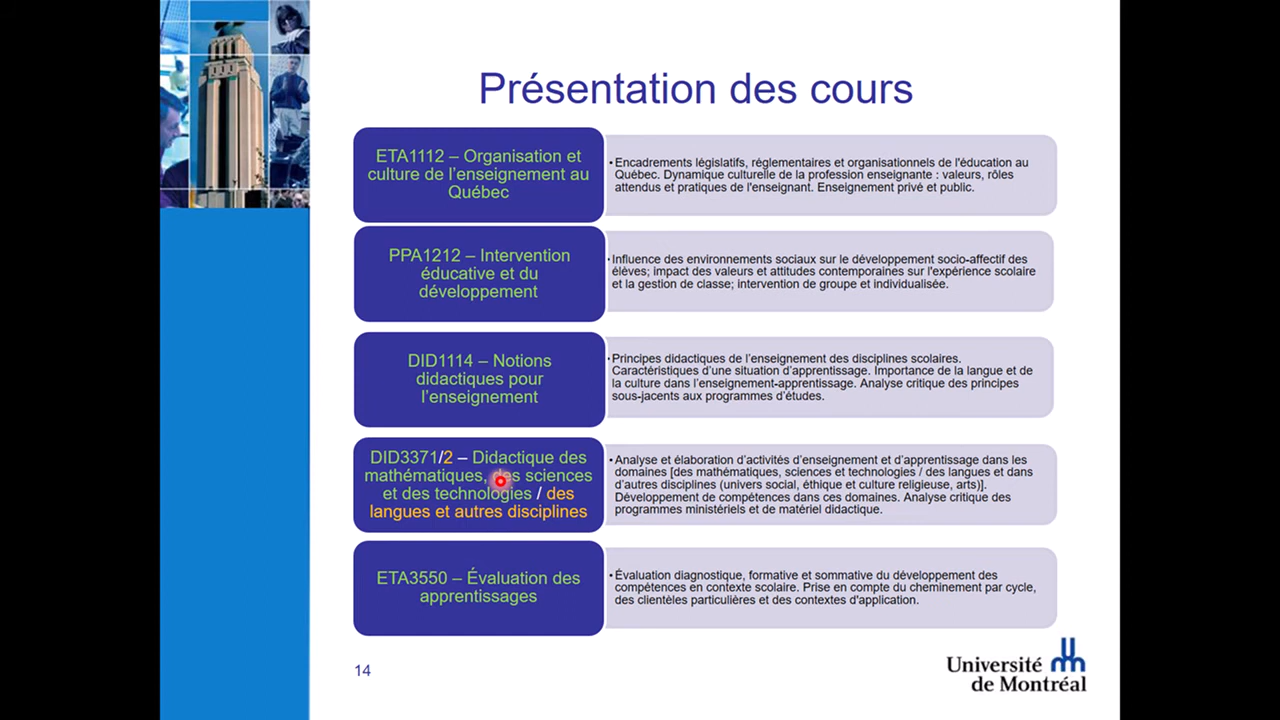 Présentation des cours
ETA1112 – Organisation et
culture de l’enseignement au
Québec
• Encadrements législatifs, réglementaires et organisationnels de l'éducation au
Québec. Dynamique culturelle de la profession enseignante : valeurs, rôles
attendus et pratiques de l'enseignant. Enseignement privé et public.
PPA1212 – Intervention
éducative et du
développement
• Influence des environnements sociaux sur le développement socio-affectif des
élèves; impact des valeurs et attitudes contemporaines sur l'expérience scolaire
et la gestion de classe; intervention de groupe et individualisée.
DID1114 – Notions
didactiques pour
l’enseignement
• Principes didactiques de l’enseignement des disciplines scolaires.
Caractéristiques d’une situation d’apprentissage. Importance de la langue et de
la culture dans l’enseignement-apprentissage. Analyse critique des principes
sous-jacents aux programmes d’études.
DID3371/2 – Didactique des
mathématiques, des sciences
et des technologies / des
langues et autres disciplines
• Analyse et élaboration d’activités d’enseignement et d’apprentissage dans les
domaines [des mathématiques, sciences et technologies / des langues et dans
d’autres disciplines (univers social, éthique et culture religieuse, arts)].
Développement de compétences dans ces domaines. Analyse critique des
programmes ministériels et de matériel didactique.
ETA3550 – Évaluation des
apprentissages
• Évaluation diagnostique, formative et sommative du développement des
compétences en contexte scolaire. Prise en compte du cheminement par cycle,
des clientèles particulières et des contextes d'application.
14
Université
de Montréal